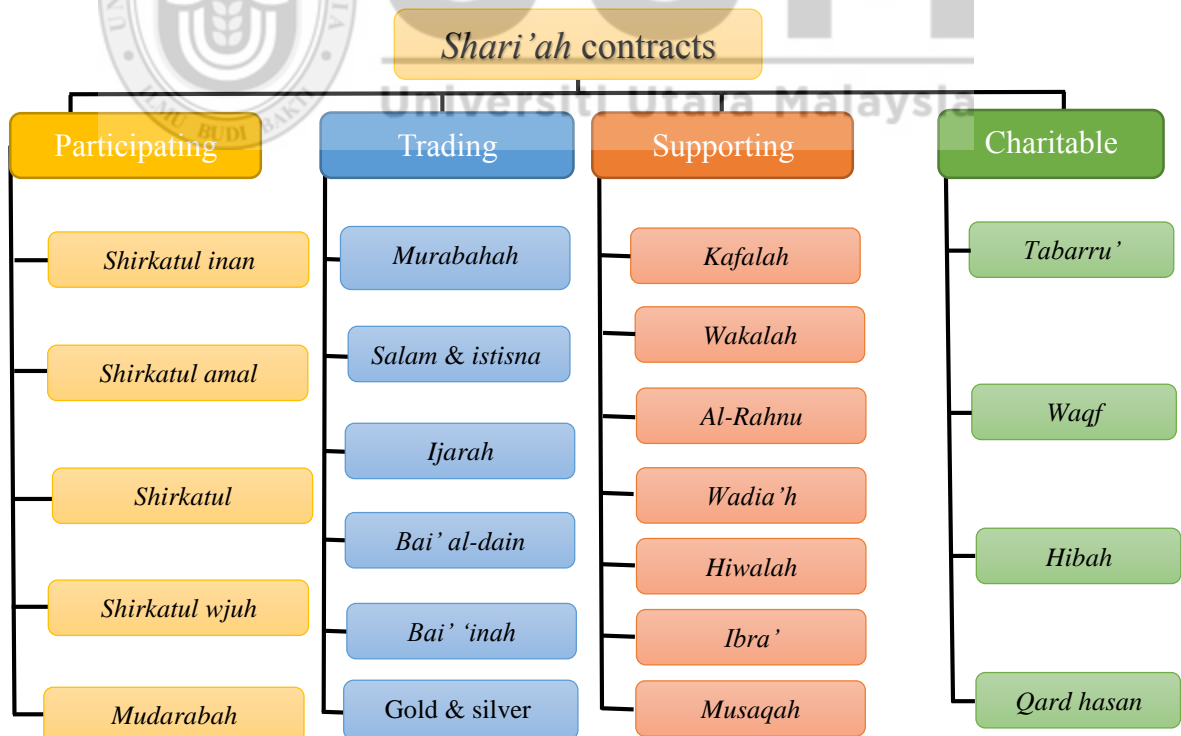 Shari’ah contracts
Universiti Utara Malaysia
BUDI BAKTI
Participating
Trading
Supporting
Charitable
Shirkatul inan
Shirkatul amal
Shirkatul
Shirkatul wjuh
Mudarabah
Murabahah
Salam & istisna
Ijarah
Bai’ al-dain
Bai’ ‘inah
Gold & silver
Kafalah
Wakalah
Al-Rahnu
Wadia’h
Hiwalah
Ibra’
Musaqah
Tabarru’
Waqf
Hibah
Qard hasan